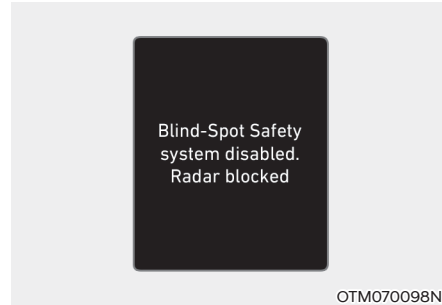 Blind-Spot Safety
system disabled.
Radar blocked
OTM070098N